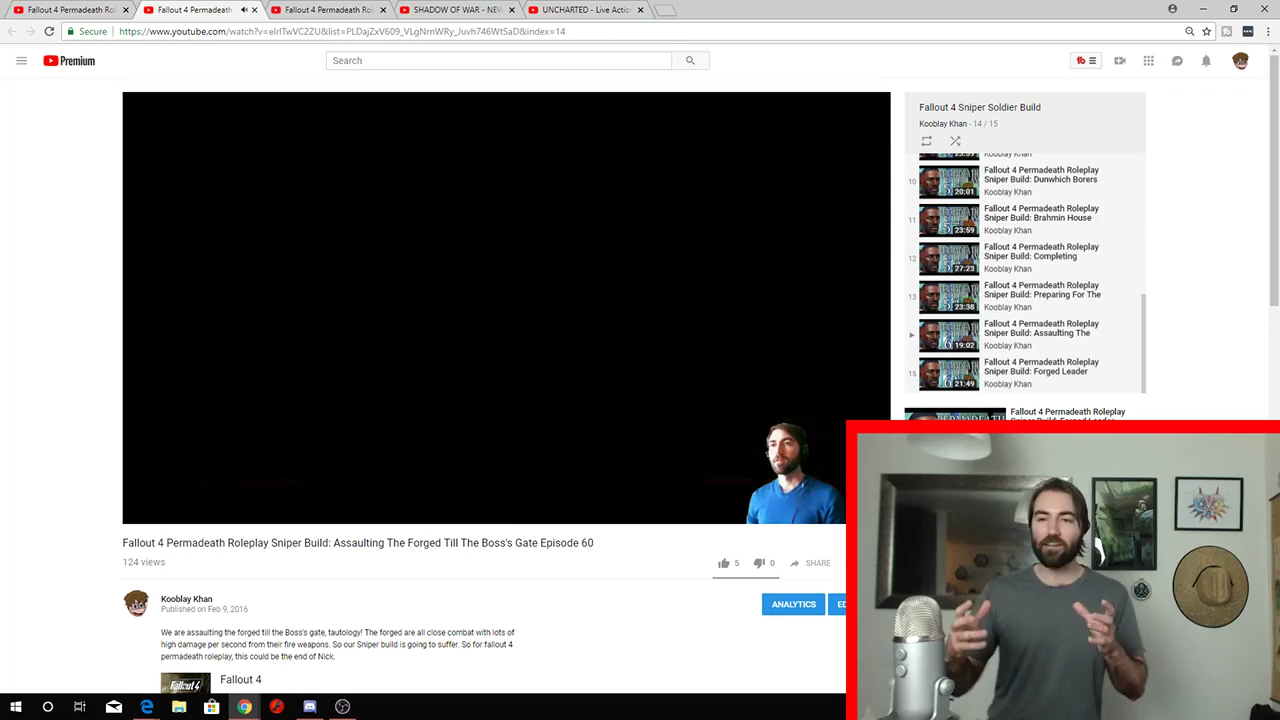 Fallout 4 Permadeath Ro
Fallout 4 Permadeath
Fallout 4 Permadeath Ro
SHADOW OF WAR - NEW
UNCHARTED - Live Actio
Secure
https://www.youtube.com/watch?v=eIrlTwVC2ZU&list=PLDajZxV609_VLgNrnWRy_Juvh746WtSaD&index=14
Premium
Search
Fallout 4 Sniper Soldier Build
Kooblay Khan - 14 / 15
Kooblay Khan
10
20:01
Fallout 4 Permadeath Roleplay
Sniper Build: Dunwhich Borers
Kooblay Khan
11
23:59
Fallout 4 Permadeath Roleplay
Sniper Build: Brahmin House
Kooblay Khan
12
27:23
Fallout 4 Permadeath Roleplay
Sniper Build: Completing
Kooblay Khan
13
23:38
Fallout 4 Permadeath Roleplay
Sniper Build: Preparing For The
Kooblay Khan
19:02
Fallout 4 Permadeath Roleplay
Sniper Build: Assaulting The
Kooblay Khan
15
21:49
Fallout 4 Permadeath Roleplay
Sniper Build: Forged Leader
Kooblay Khan
Fallout 4 Permadeath Roleplay
Fallout 4 Permadeath Roleplay Sniper Build: Assaulting The Forged Till The Boss's Gate Episode 60
124 views
5
0
SHARE
Kooblay Khan
Published on Feb 9, 2016
ANALYTICS
ED
We are assaulting the forged till the Boss's gate, tautology! The forged are all close combat with lots of
high damage per second from their fire weapons. So our Sniper build is going to suffer. So for fallout 4
permadeath roleplay, this could be the end of Nick.
Fallout 4
Fallout 4